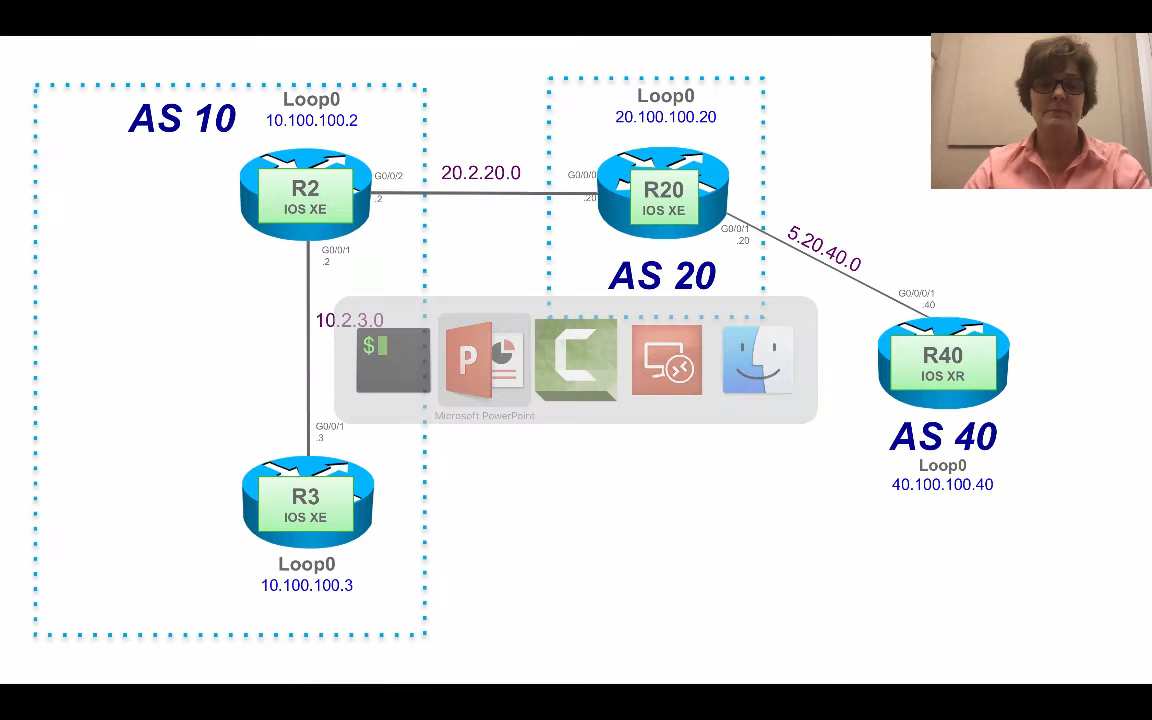 AS 10
Loop0
10.100.100.2
R2
IOS XE
G0/0/2
.2
G0/0/1
.2
20.2.20.0
Loop0
20.100.100.20
G0/0/0
.20
R20
IOS XE
G0/0/1
.20
AS 20
5.20.40.0
G0/0/0/1
.40
R40
IOS XR
AS 40
Loop0
40.100.100.40
10.2.3.0
$
P
C
Microsoft PowerPoint
G0/0/1
.3
R3
IOS XE
Loop0
10.100.100.3